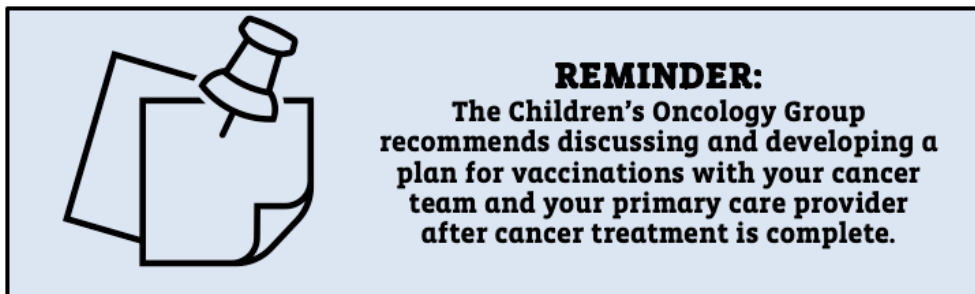 REMINDER:
The Children’s Oncology Group
recommends discussing and developing a
plan for vaccinations with your cancer
team and your primary care provider
after cancer treatment is complete.